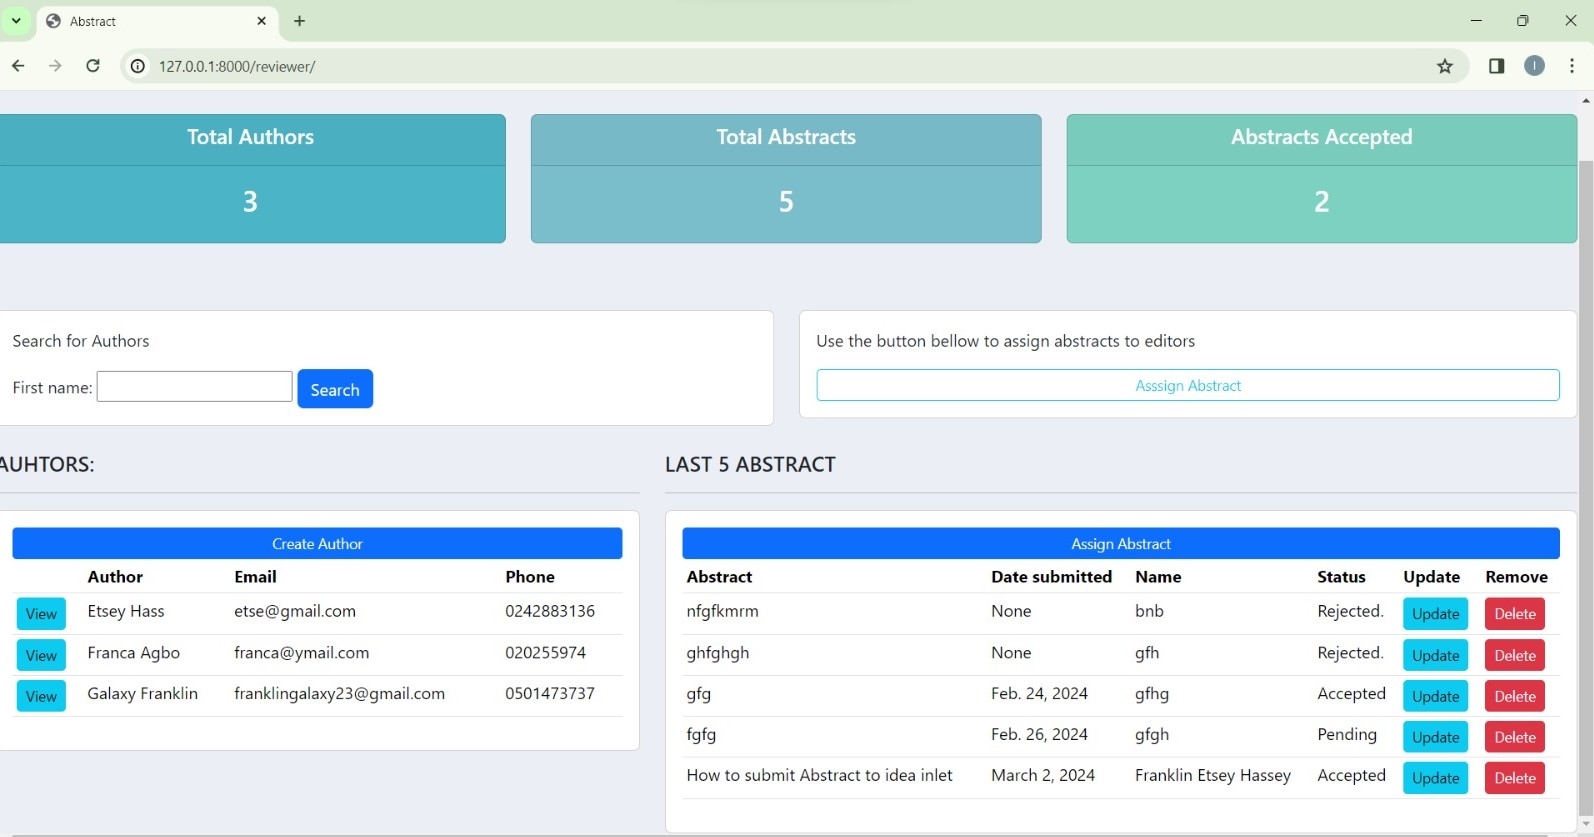 Abstract
127.0.0.1:8000/reviewer/
I
Total Authors
3
Total Abstracts
5
Abstracts Accepted
2
Search for Authors
First name: Search
Use the button bellow to assign abstracts to editors
Asssign Abstract
AUHTORS:
Create Author
Author Email Phone
View Etsey Hass etse@gmail.com 0242883136
View Franca Agbo franca@ymail.com 020255974
View Galaxy Franklin franklingalaxy23@gmail.com 0501473737
LAST 5 ABSTRACT
Assign Abstract
Abstract Date submitted Name Status Update Remove
nfgfkmrm None bnb Rejected. Update Delete
ghfghgh None gfh Rejected. Update Delete
gfg Feb. 24, 2024 gfhg Accepted Update Delete
fgfg Feb. 26, 2024 gfgh Pending Update Delete
How to submit Abstract to idea inlet March 2, 2024 Franklin Etsey Hassey Accepted Update Delete